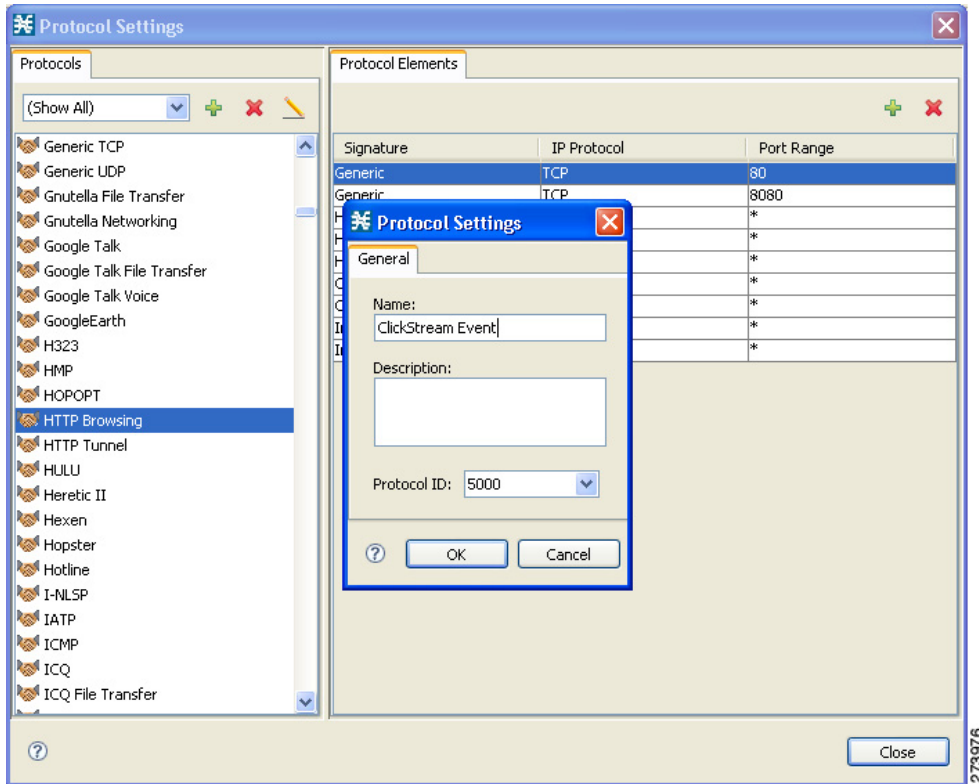 Protocol Settings
Protocols
(Show All)
Generic TCP
Generic UDP
Gnutella File Transfer
Gnutella Networking
Google Talk
Google Talk File Transfer
Google Talk Voice
GoogleEarth
H323
HMP
HOPOPT
HTTP Browsing
HTTP Tunnel
HULU
Heretic II
Hexen
Hopster
Hotline
I-NLSP
IATP
ICMP
ICQ
ICQ File Transfer
Protocol Elements
Signature IP Protocol Port Range
Generic TCP 80
Generic TCP 8080
H *
H *
H *
C *
C *
I *
I *
Protocol Settings
General
Name:
ClickStream Event
Description:
Protocol ID: 5000
? OK Cancel
? Close
273976